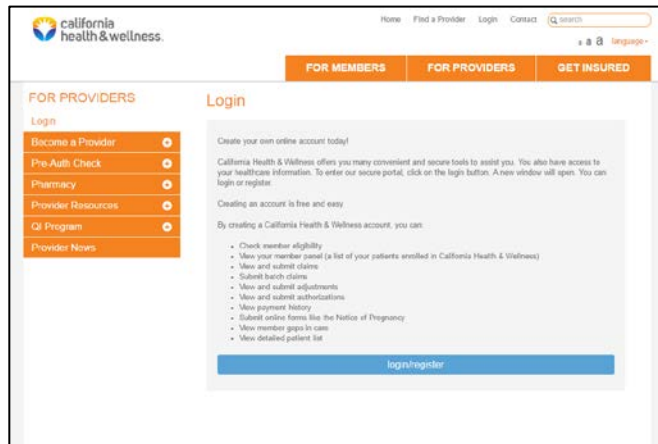 california
health & wellness.
Home Find a Provider Login Contact search
a a a language
FOR MEMBERS FOR PROVIDERS GET INSURED
FOR PROVIDERS
Login
Become a Provider
Pre-Auth Check
Pharmacy
Provider Resources
QI Program
Provider News
Login
Create your own online account today!
California Health & Wellness offers you many convenient and secure tools to assist you. You also have access to
your healthcare information. To enter our secure portal, click on the login button. A new window will open. You can
login or register.
Creating an account is free and easy.
By creating a California Health & Wellness account, you can:
Check member eligibility
View your member panel (a list of your patients enrolled in California Health & Wellness)
View and submit claims
Submit batch claims
View and submit adjustments
View and submit authorizations
View payment history
Submit online forms like the Notice of Pregnancy
View member gaps in care
View detailed patient list
login/register